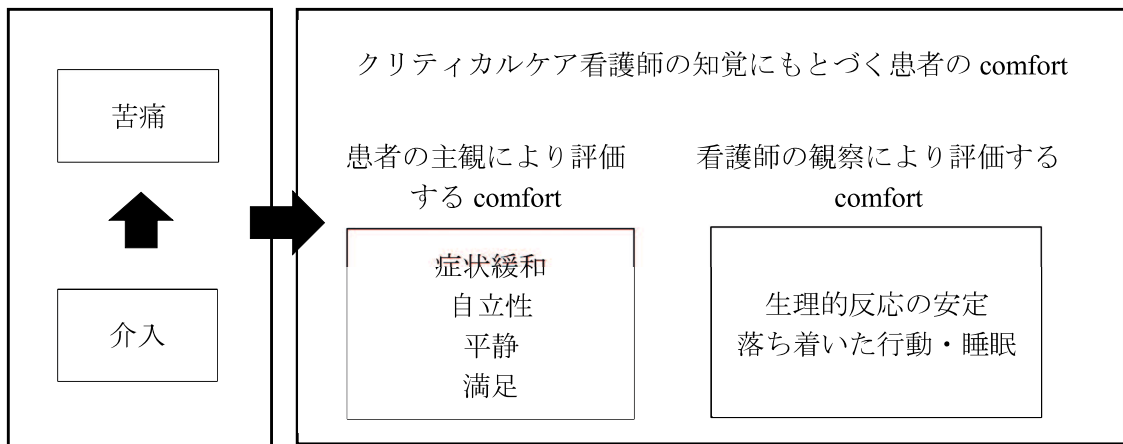 苦痛
介入
クリティカルケア看護師の知覚にもとづく患者の comfort
患者の主観により評価
する comfort
症状緩和
自立性
平静
満足
看護師の観察により評価する
comfort
生理的反応の安定
落ち着いた行動・睡眠